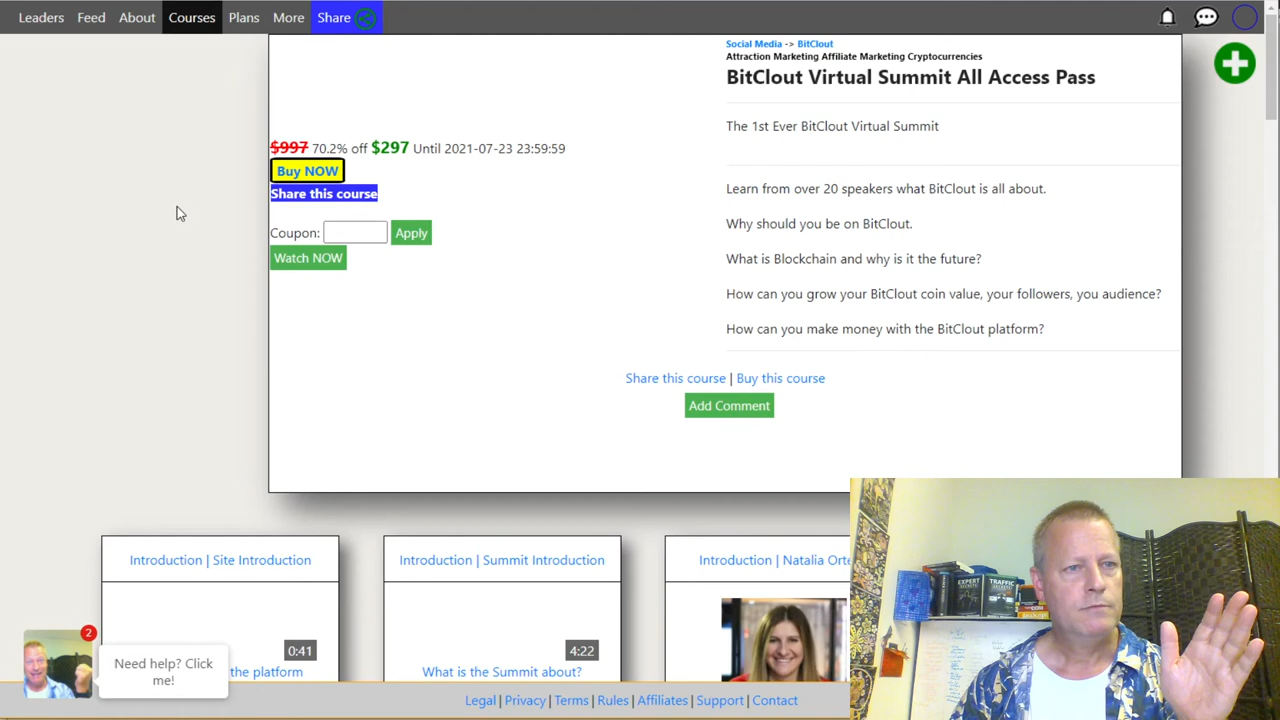 Leaders Feed About Courses Plans More Share
Social Media -> BitClout
Attraction Marketing Affiliate Marketing Cryptocurrencies
BitClout Virtual Summit All Access Pass
The 1st Ever BitClout Virtual Summit
$997 70.2% off $297 Until 2021-07-23 23:59:59
Buy NOW
Share this course
Coupon: Apply
Watch NOW
Learn from over 20 speakers what BitClout is all about.
Why should you be on BitClout.
What is Blockchain and why is it the future?
How can you grow your BitClout coin value, your followers, you audience?
How can you make money with the BitClout platform?
Share this course | Buy this course
Add Comment
Introduction | Site Introduction
0:41
the platform
Introduction | Summit Introduction
4:22
What is the Summit about?
Introduction | Natalia Orte
EXPERT
SECRETS
TRAFFIC
SECRETS
2
Need help? Click
me!
Legal | Privacy | Terms | Rules | Affiliates | Support | Contact